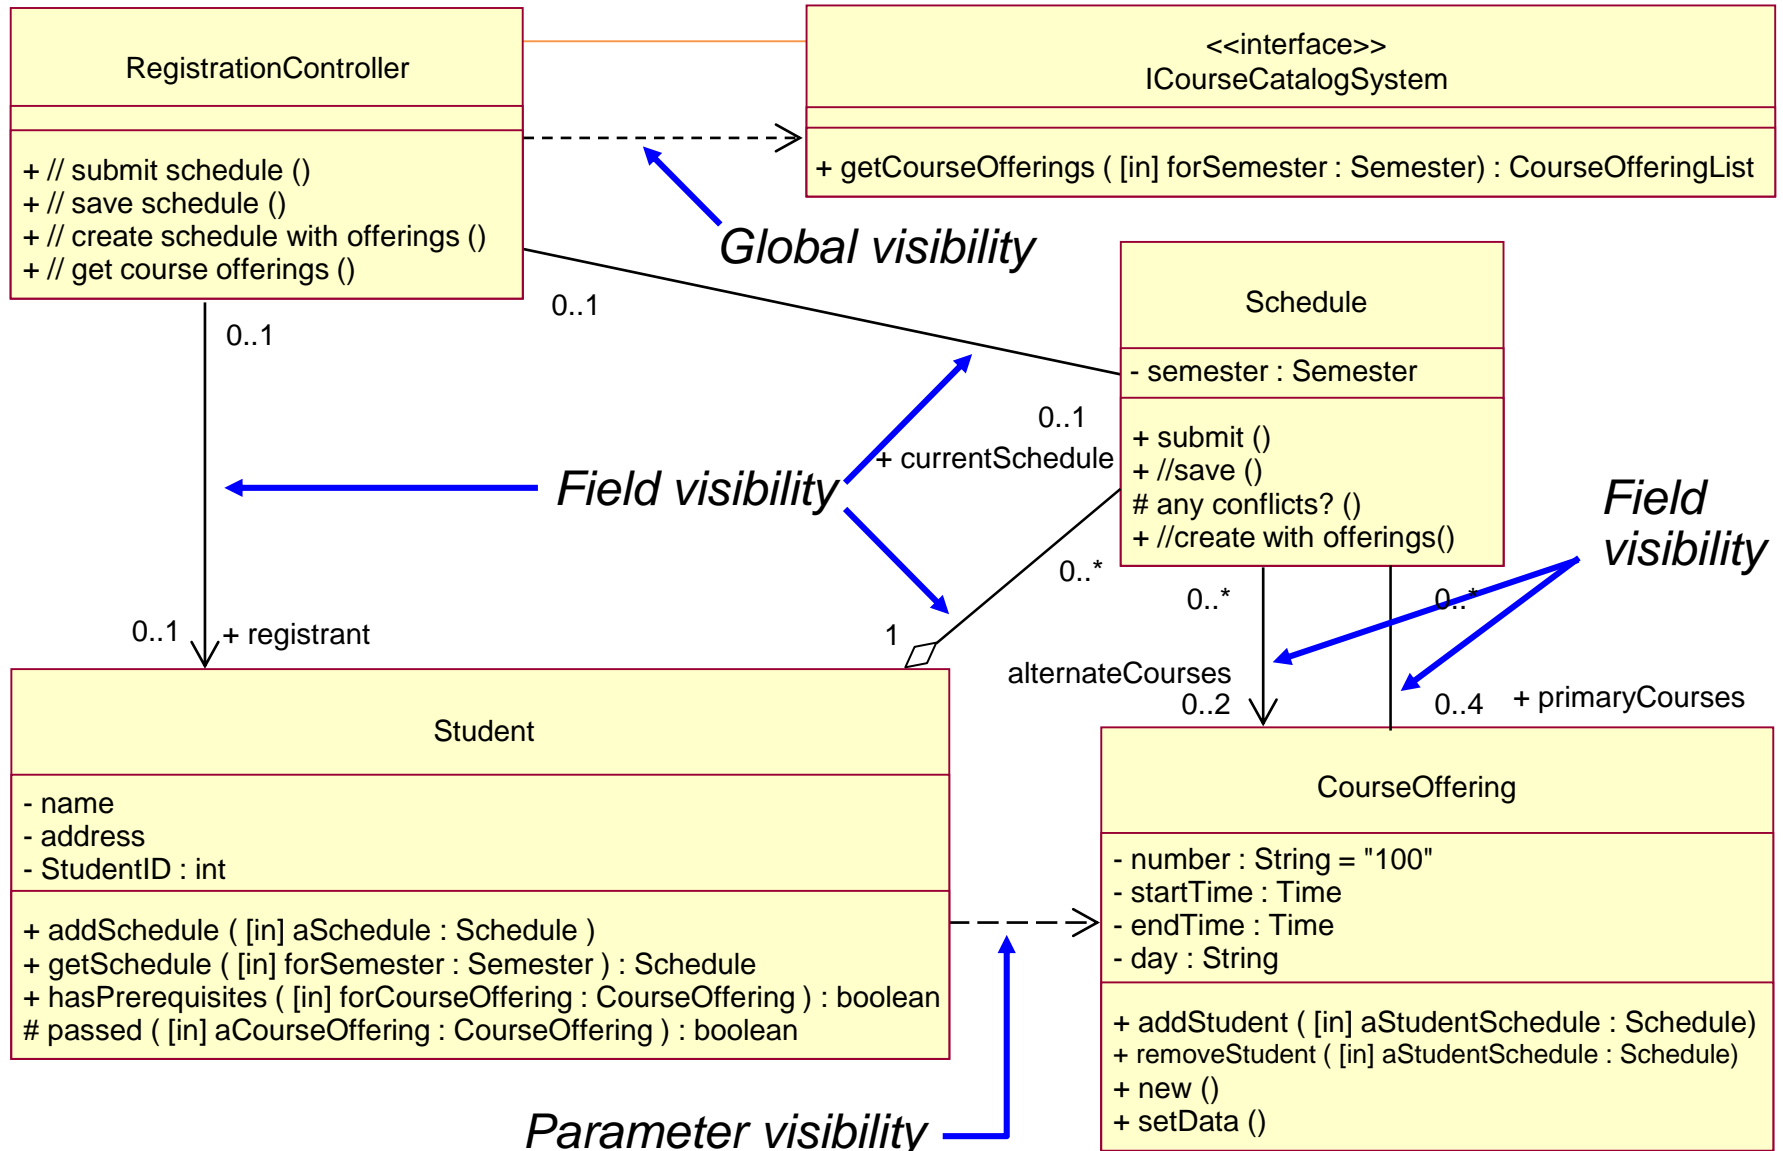 RegistrationController
+ // submit schedule ()
+ // save schedule ()
+ // create schedule with offerings ()
+ // get course offerings ()
<<interface>>
ICourseCatalogSystem
+ getCourseOfferings ( [in] forSemester : Semester) : CourseOfferingList
Global visibility
0..1
0..1
Schedule
- semester : Semester
+ submit ()
+ //save ()
# any conflicts? ()
+ //create with offerings()
0..1
+ currentSchedule
Field visibility
Field
visibility
0..*
0..*
0..*
0..1
+ registrant
1
alternateCourses
0..2
0..4
+ primaryCourses
Student
- name
- address
- StudentID : int
+ addSchedule ( [in] aSchedule : Schedule )
+ getSchedule ( [in] forSemester : Semester ) : Schedule
+ hasPrerequisites ( [in] forCourseOffering : CourseOffering ) : boolean
# passed ( [in] aCourseOffering : CourseOffering ) : boolean
CourseOffering
- number : String = "100"
- startTime : Time
- endTime : Time
- day : String
+ addStudent ( [in] aStudentSchedule : Schedule)
+ removeStudent ( [in] aStudentSchedule : Schedule)
+ new ()
+ setData ()
Parameter visibility